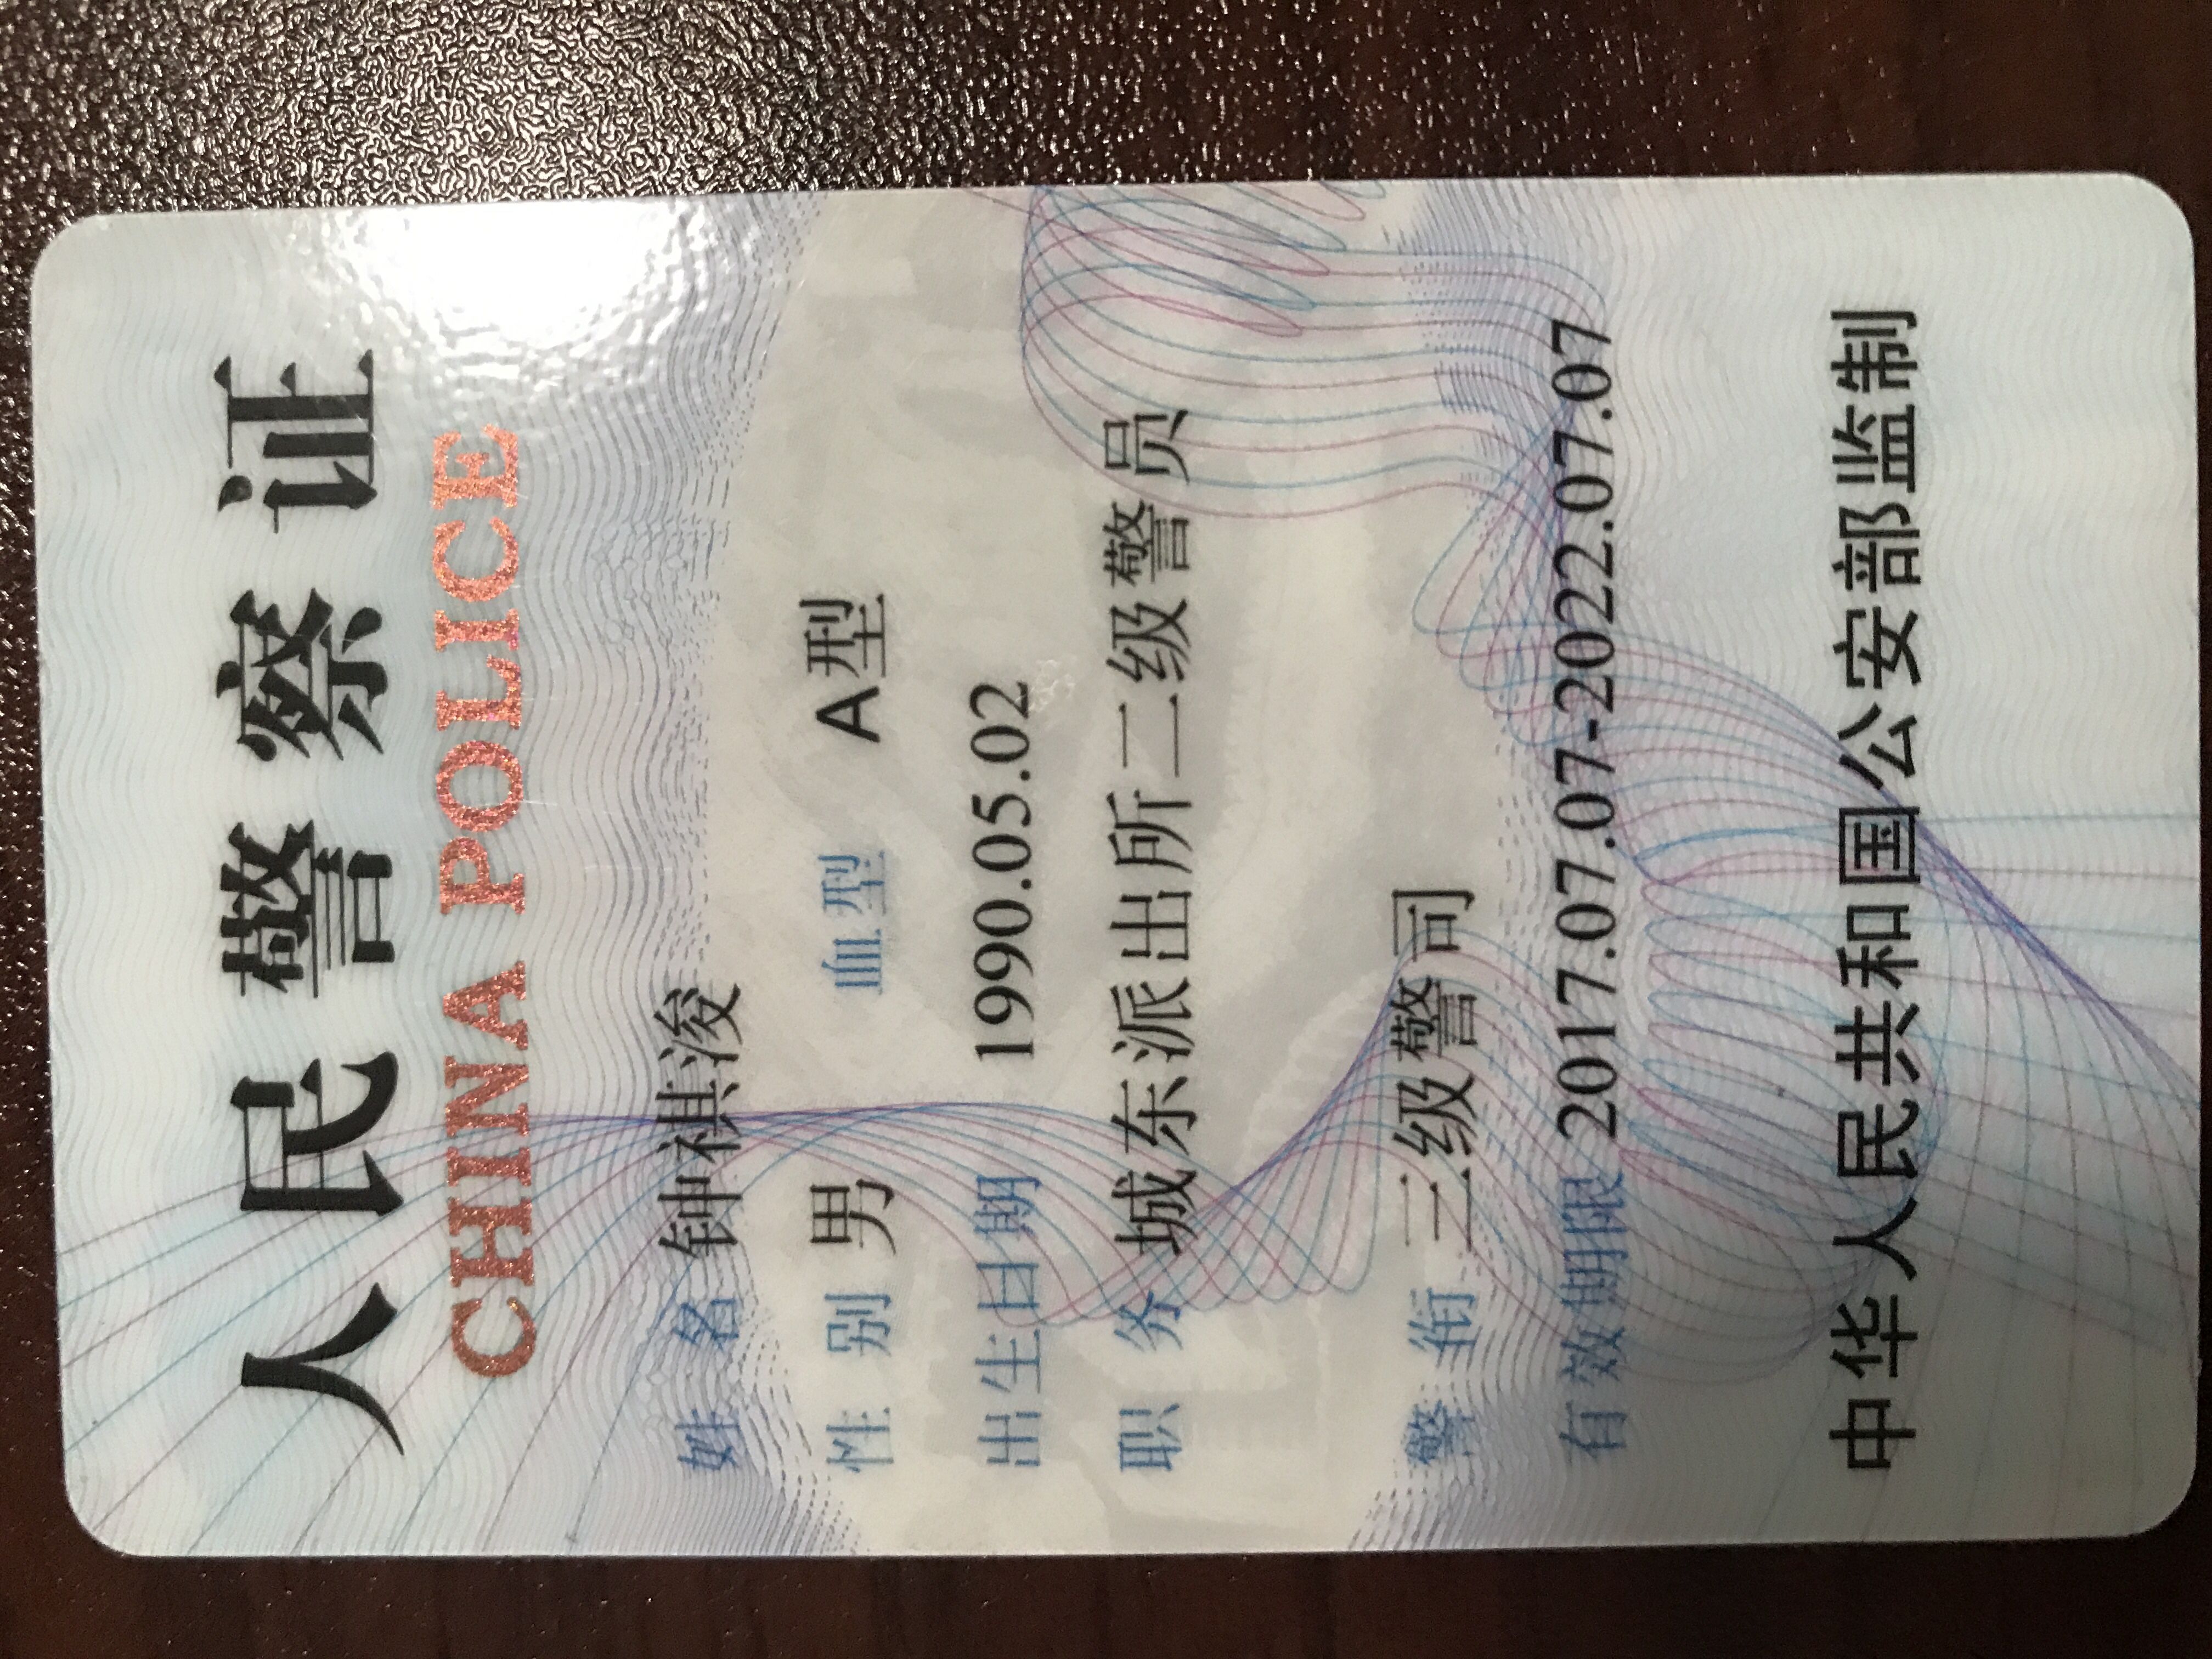 人民警察证
CHINA POLICE
姓 名 钟祺浚
性 别 男 血型 A型
出生日期 1990.05.02
职 务 城东派出所二级警员
警 衔 三级警司
有效期限 2017.07.07-2022.07.07
中华人民共和国公安部监制